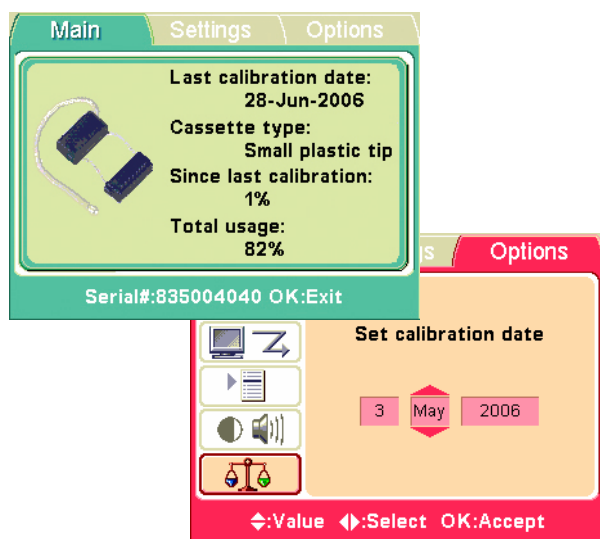 Main Settings Options
Last calibration date:
28-Jun-2006
Cassette type:
Small plastic tip
Since last calibration:
1%
Total usage:
82%
Serial#:835004040 OK:Exit
s Options
Set calibration date
3 May 2006
:Value :Select OK:Accept